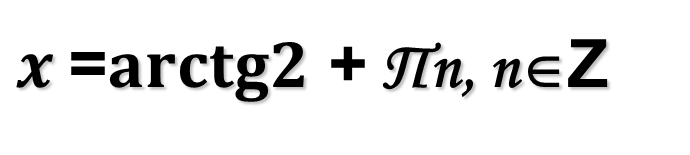 x =arctg2 + πn, n∈Z